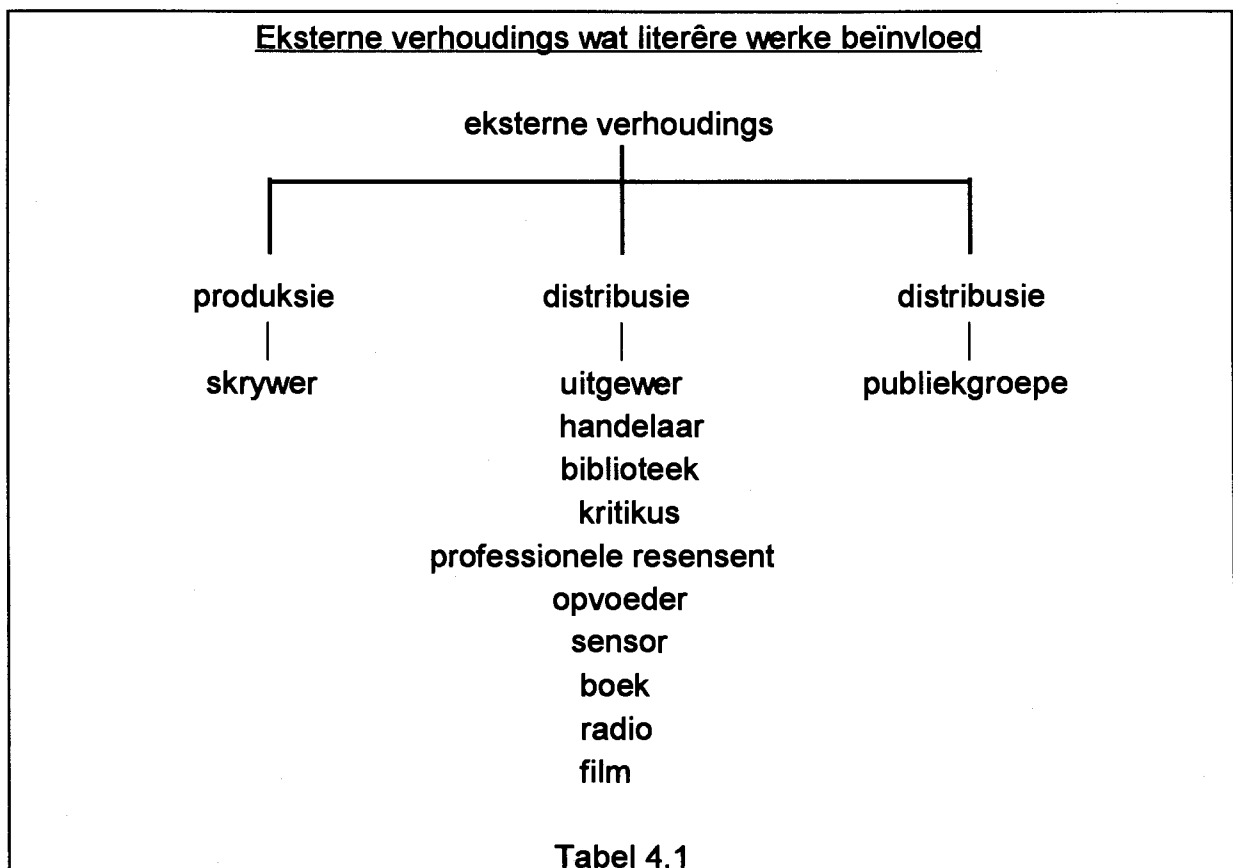 Eksterne verhoudings wat literêre werke beïnvloed
eksterne verhoudings
produksie distribusie distribusie
skrywer uitgewer publiekgroepe
handelaar
biblioteek
kritikus
professionele resensent
opvoeder
sensor
boek
radio
film
Tabel 4.1